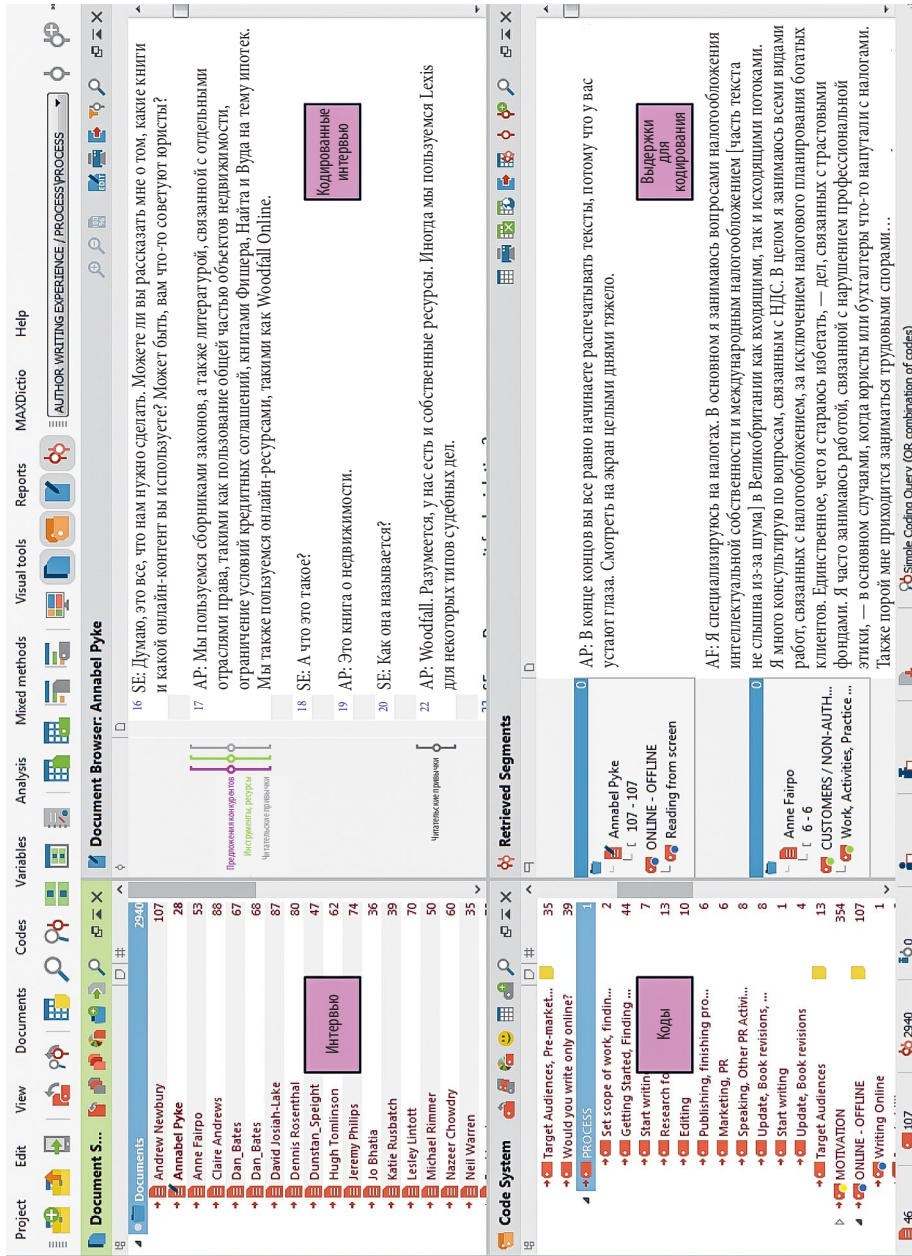 Project Edit View Documents Codes Variables Analysis Mixed methods Visual tools Reports MAXDictio Help
AUTHOR WRITING EXPERIENCE / PROCESS\PROCESS
Document S...
Documents 2940
Andrew Newbury 107
Annabel Pyke 28
Anne Fairpo 53
Claire Andrews 88
Dan_Bates 67
Dan_Bates 68
David Josiah-Lake 87
Dennis Rosenthal 80
Dunstan_Speight 47
Hugh Tomlinson 62
Jeremy Philips 74
Jo Bhatia 36
Katie Rusbatch 39
Lesley Lintott 70
Michael Rimmer 50
Nazeer Chowdry 60
Neil Warren 35
Интервью
Document Browser: Annabel Pyke
EDIT
Предложения конкурентов
Инструменты, ресурсы
Читательские привычки
Читательские привычки
16 SE: Думаю, это все, что нам нужно сделать. Можете ли вы рассказать мне о том, какие книги
и какой онлайн-контент вы используете? Может быть, вам что-то советуют юристы?
17 AP: Мы пользуемся сборниками законов, а также литературой, связанной с отдельными
отраслями права, такими как пользование общей частью объектов недвижимости,
ограничение условий кредитных соглашений, книгами Фишера, Найта и Вуда на тему ипотек.
Мы также пользуемся онлайн-ресурсами, такими как Woodfall Online.
18 SE: А что это такое?
19 AP: Это книга о недвижимости.
20 SE: Как она называется?
22 AP: Woodfall. Разумеется, у нас есть и собственные ресурсы. Иногда мы пользуемся Lexis
для некоторых типов судебных дел.
Кодированные
интервью
Code System
Target Audiences, Pre-market... 35
Would you write only online? 39
PROCESS 1
Set scope of work, findin... 2
Getting Started, Finding ... 44
Start writin 7
Research fo 13
Editing 10
Publishing, finishing pro... 6
Marketing, PR 6
Speaking, Other PR Activi... 8
Update, Book revisions, ... 8
Start writing 1
Update, Book revisions 4
Target Audiences 13
MOTIVATION 354
ONLINE - OFFLINE 107
Writing Online 1
Коды
Retrieved Segments
0
Annabel Pyke
107 - 107
ONLINE - OFFLINE
Reading from screen
AP: В конце концов вы все равно начинаете распечатывать тексты, потому что у вас
устают глаза. Смотреть на экран целыми днями тяжело.
Выдержки
для
кодирования
0
Anne Fairpo
6 - 6
CUSTOMERS / NON-AUTH...
Work, Activities, Practice ...
AF: Я специализируюсь на налогах. В основном я занимаюсь вопросами налогообложения
интеллектуальной собственности и международным налогообложением [часть текста
не слышна из-за шума] в Великобритании как входящими, так и исходящими потоками.
Я много консультирую по вопросам, связанным с НДС. В целом я занимаюсь всеми видами
работ, связанных с налогообложением, за исключением налогового планирования богатых
клиентов. Единственное, чего я стараюсь избегать, — дел, связанных с трастовыми
фондами. Я часто занимаюсь работой, связанной с нарушением профессиональной
этики, — в основном случаями, когда юристы или бухгалтеры что-то напутали с налогами.
Также порой мне приходится заниматься трудовыми спорами…
46 107 2940 0 Simple Coding Query (OR combination of codes)